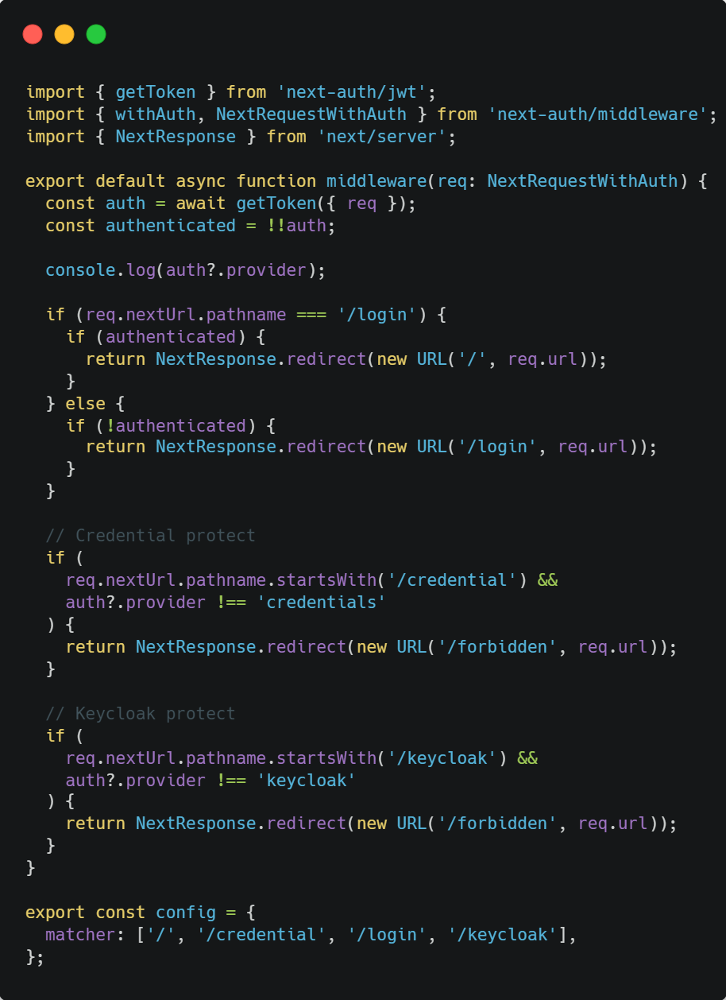 import { getToken } from 'next-auth/jwt';
import { withAuth, NextRequestWithAuth } from 'next-auth/middleware';
import { NextResponse } from 'next/server';

export default async function middleware(req: NextRequestWithAuth) {
  const auth = await getToken({ req });
  const authenticated = !!auth;

  console.log(auth?.provider);

  if (req.nextUrl.pathname === '/login') {
    if (authenticated) {
      return NextResponse.redirect(new URL('/', req.url));
    }
  } else {
    if (!authenticated) {
      return NextResponse.redirect(new URL('/login', req.url));
    }
  }

  // Credential protect
  if (
    req.nextUrl.pathname.startsWith('/credential') &&
    auth?.provider !== 'credentials'
  ) {
    return NextResponse.redirect(new URL('/forbidden', req.url));
  }

  // Keycloak protect
  if (
    req.nextUrl.pathname.startsWith('/keycloak') &&
    auth?.provider !== 'keycloak'
  ) {
    return NextResponse.redirect(new URL('/forbidden', req.url));
  }
}

export const config = {
  matcher: ['/', '/credential', '/login', '/keycloak'],
};